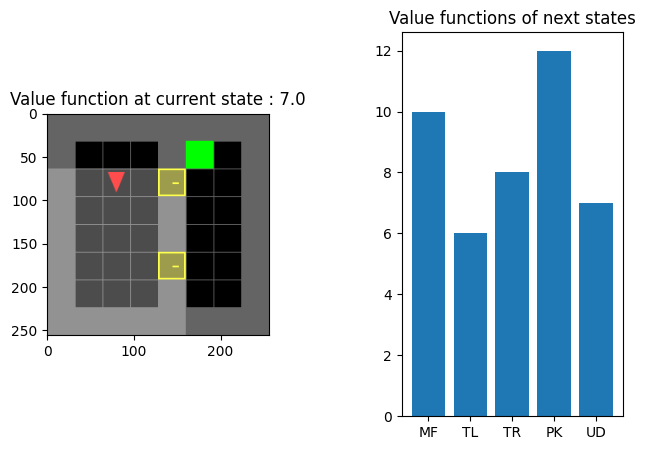 Value function at current state : 7.0
0
50
100
150
200
250
0
100
200
Value functions of next states
12
10
8
6
4
2
0
MF
TL
TR
PK
UD